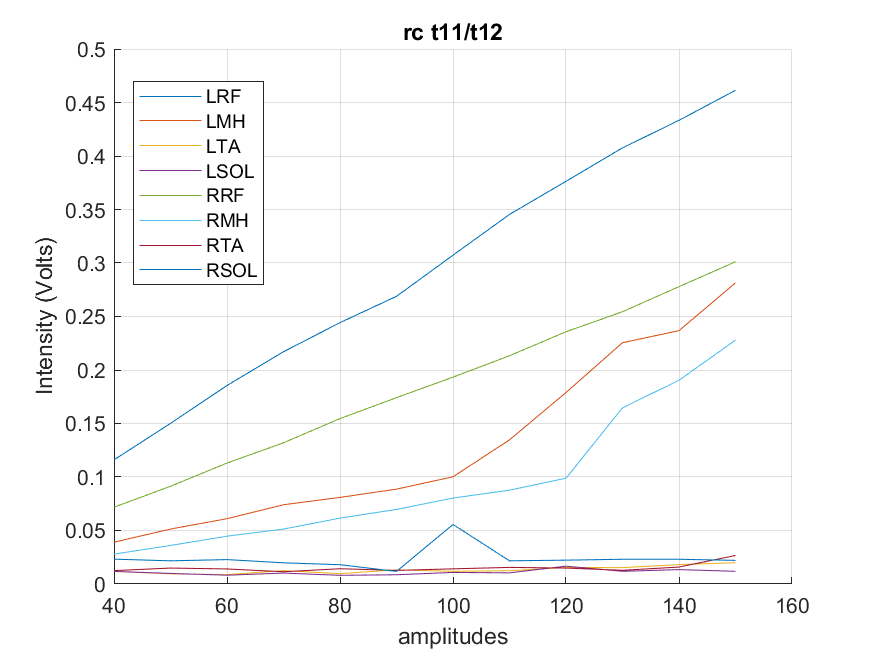 rc t11/t12
0.5
0.45
0.4
0.35
0.3
0.25
0.2
0.15
0.1
0.05
0
LRF
LMH
LTA
LSOL
RRF
RMH
RTA
RSOL
Intensity (Volts)
40 60 80 100 120 140 160
amplitudes